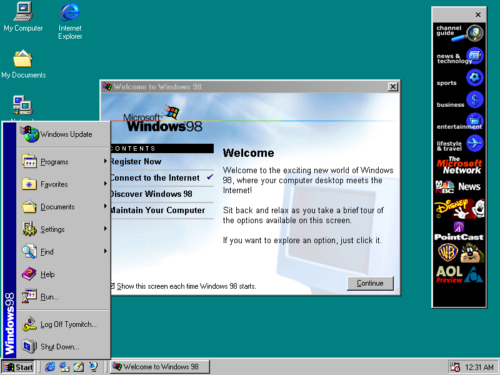 My Computer
Internet
Explorer
My Documents
Welcome to Windows 98
Microsoft
Windows98
CONTENTS
Register Now
Connect to the Internet
Discover Windows 98
Maintain Your Computer
Welcome
Welcome to the exciting new world of Windows
98, where your computer desktop meets the
Internet!
Sit back and relax as you take a brief tour of
the options available on this screen.
If you want to explore an option, just click it.
Show this screen each time Windows 98 starts.
Continue
channel
guide
news &
technology
sports
business
entertainment
lifestyle
& travel
The
Microsoft
Network
MSNBC News
Disney
PointCast
WB
AOL
Preview
Windows Update
Programs
Favorites
Documents
Settings
Find
Help
Run...
Log Off Tyomitch...
Shut Down...
Windows98
Start
Welcome to Windows 98
12:31 AM